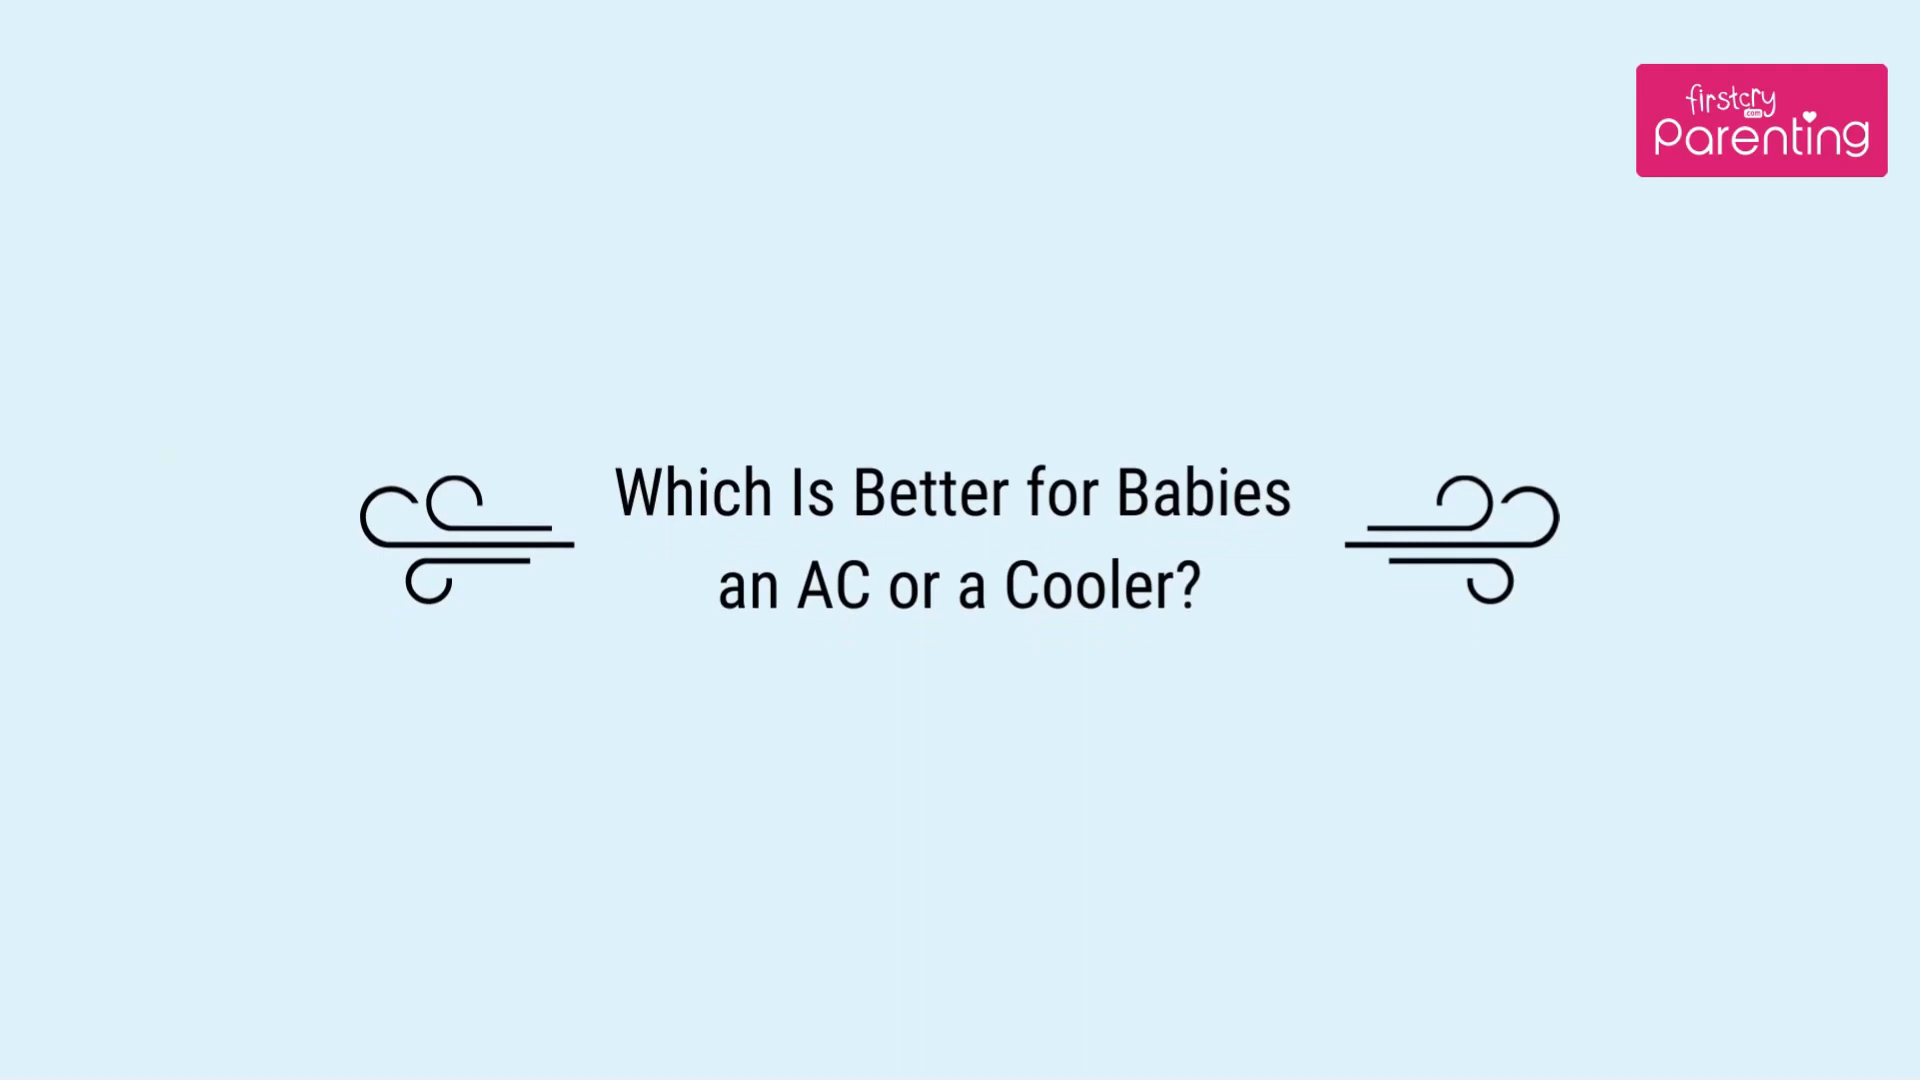 firstcry
.com
Parenting
Which Is Better for Babies
an AC or a Cooler?